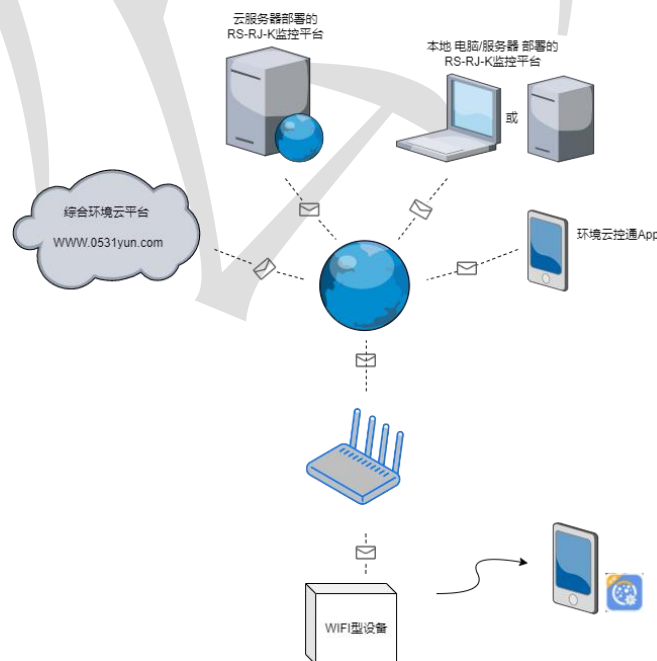 云服务器部署的
RS-RJ-K监控平台
本地 电脑/服务器 部署的
RS-RJ-K监控平台
或
综合环境云平台
WWW.0531yun.com
环境云控通App
WIFI型设备